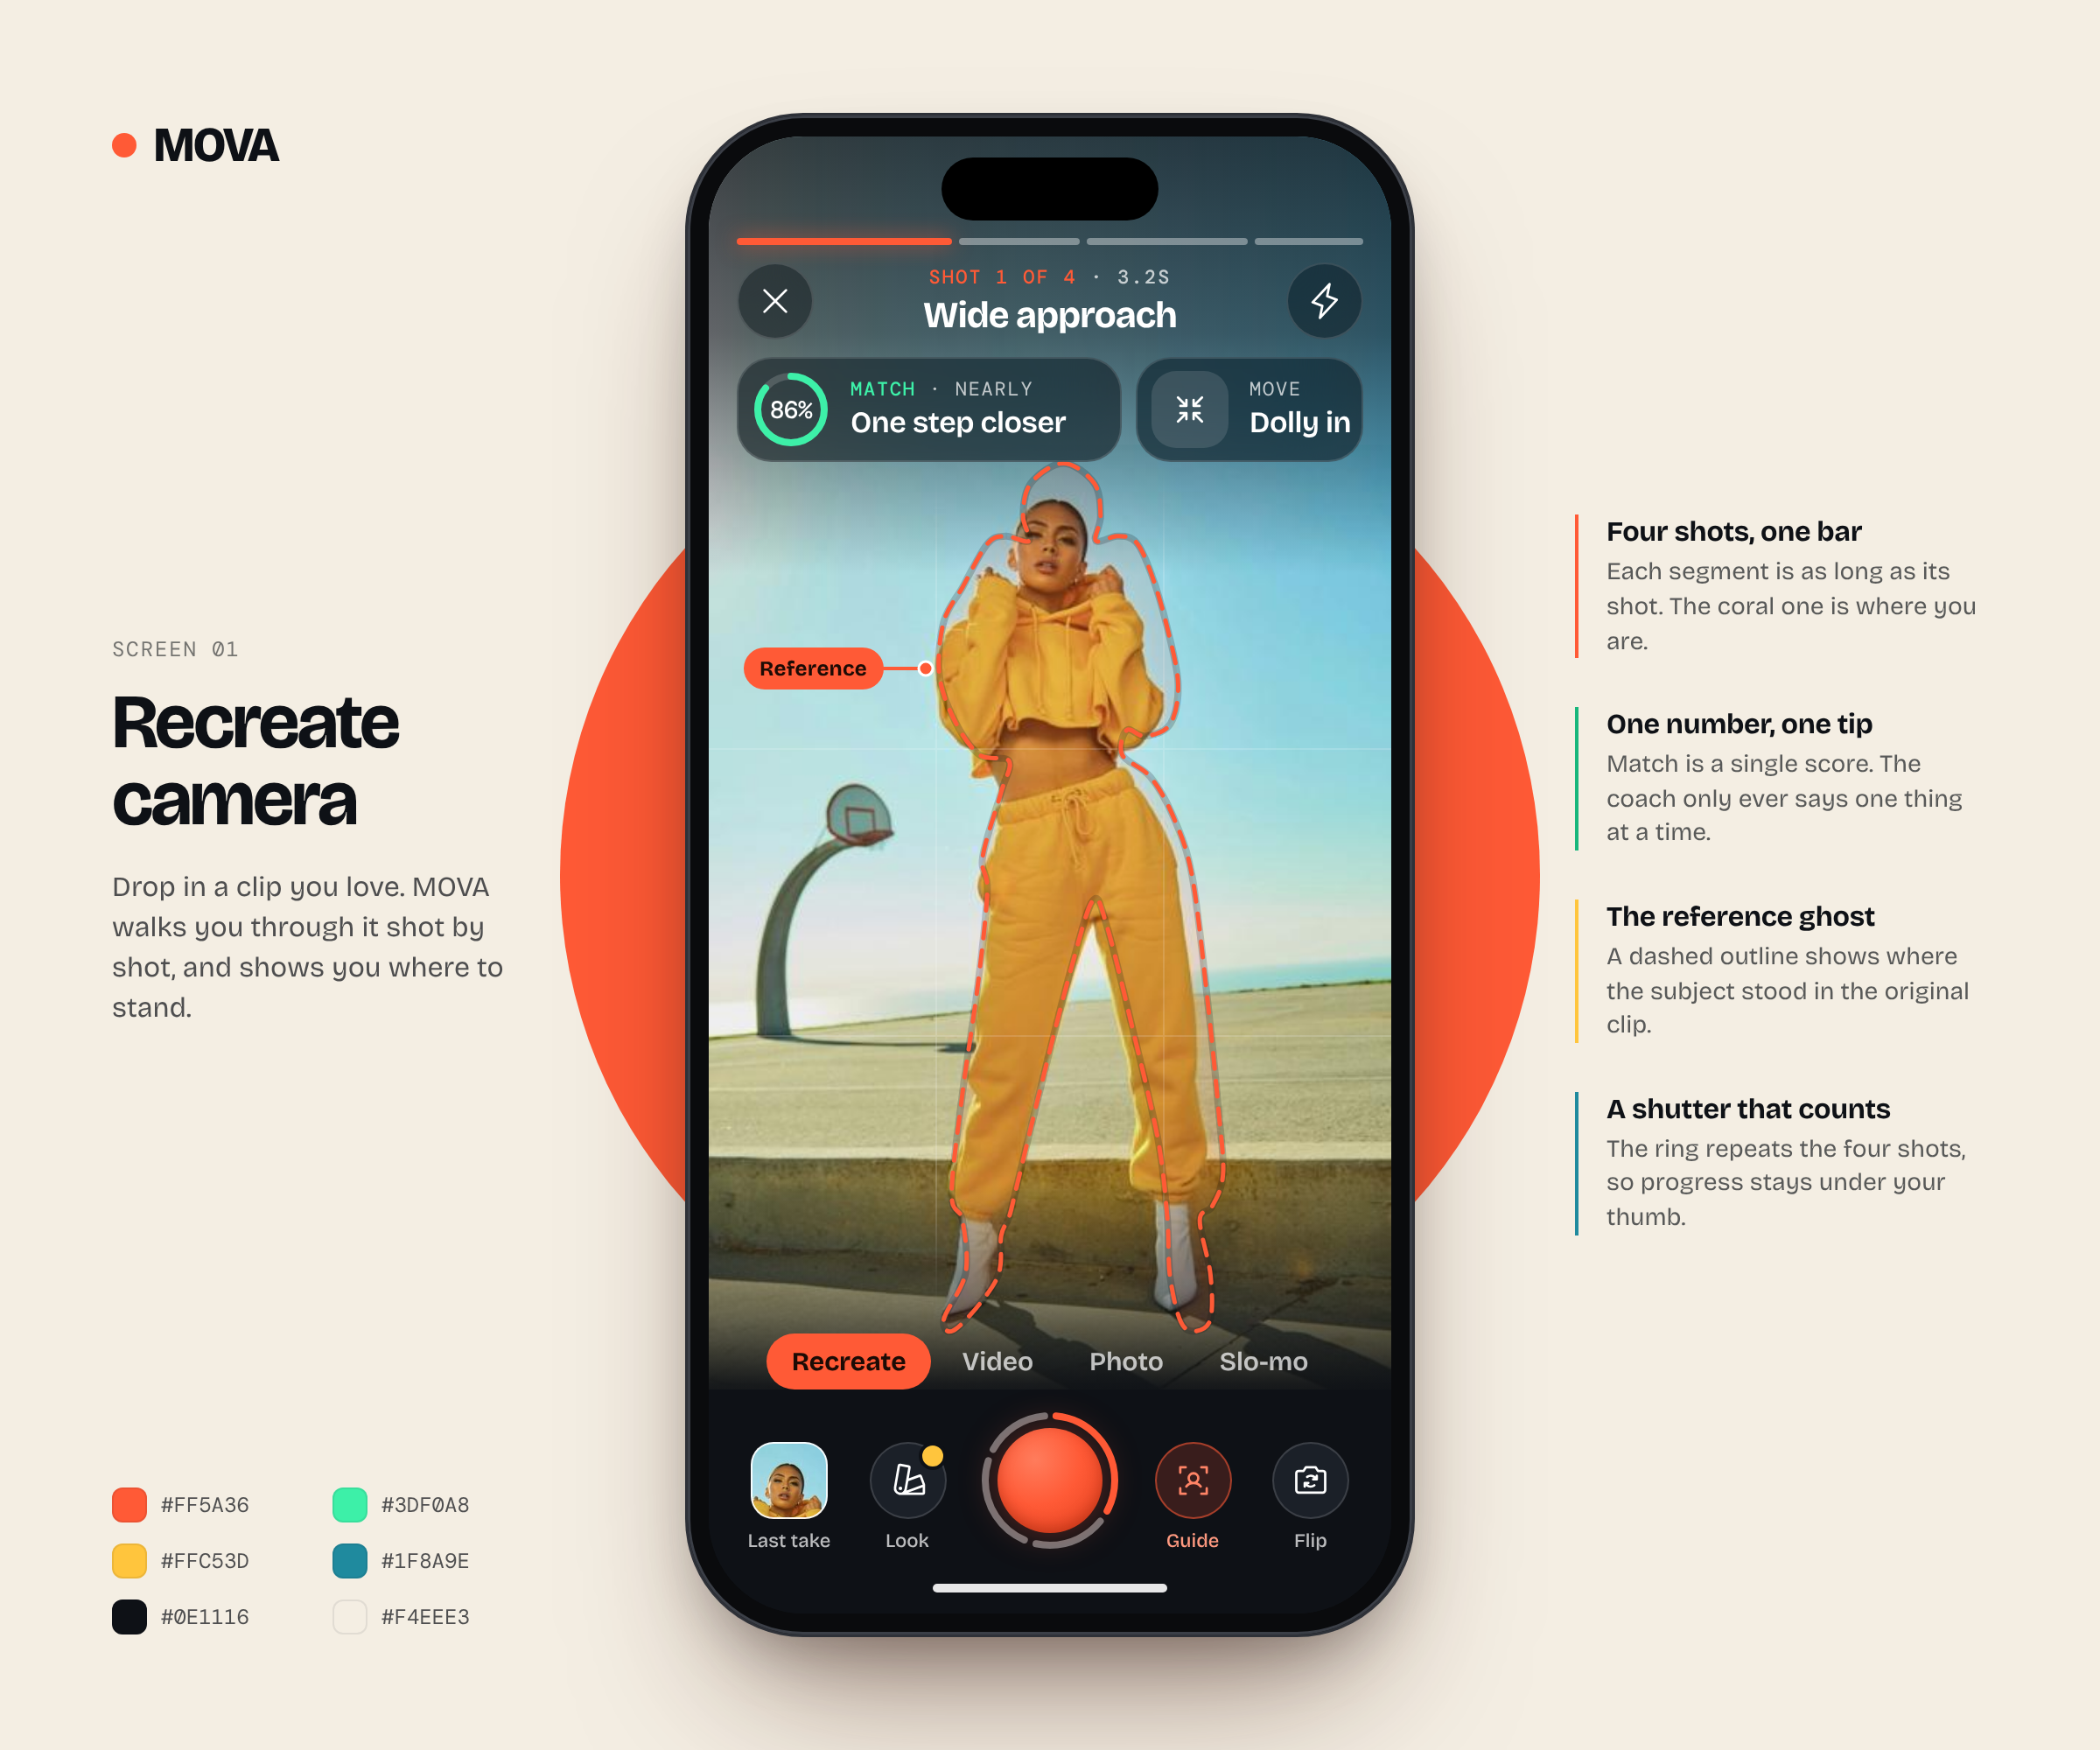 MOVA
SCREEN 01
Recreate
camera
Drop in a clip you love. MOVA
walks you through it shot by
shot, and shows you where to
stand.
#FF5A36
#3DF0A8
#FFC53D
#1F8A9E
#0E1116
#F4EEE3
SHOT 1 OF 4 · 3.2S
Wide approach
86%
MATCH · NEARLY
One step closer
MOVE
Dolly in
Reference
Recreate
Video
Photo
Slo-mo
Last take
Look
Guide
Flip
Four shots, one bar
Each segment is as long as its
shot. The coral one is where you
are.
One number, one tip
Match is a single score. The
coach only ever says one thing
at a time.
The reference ghost
A dashed outline shows where
the subject stood in the original
clip.
A shutter that counts
The ring repeats the four shots,
so progress stays under your
thumb.